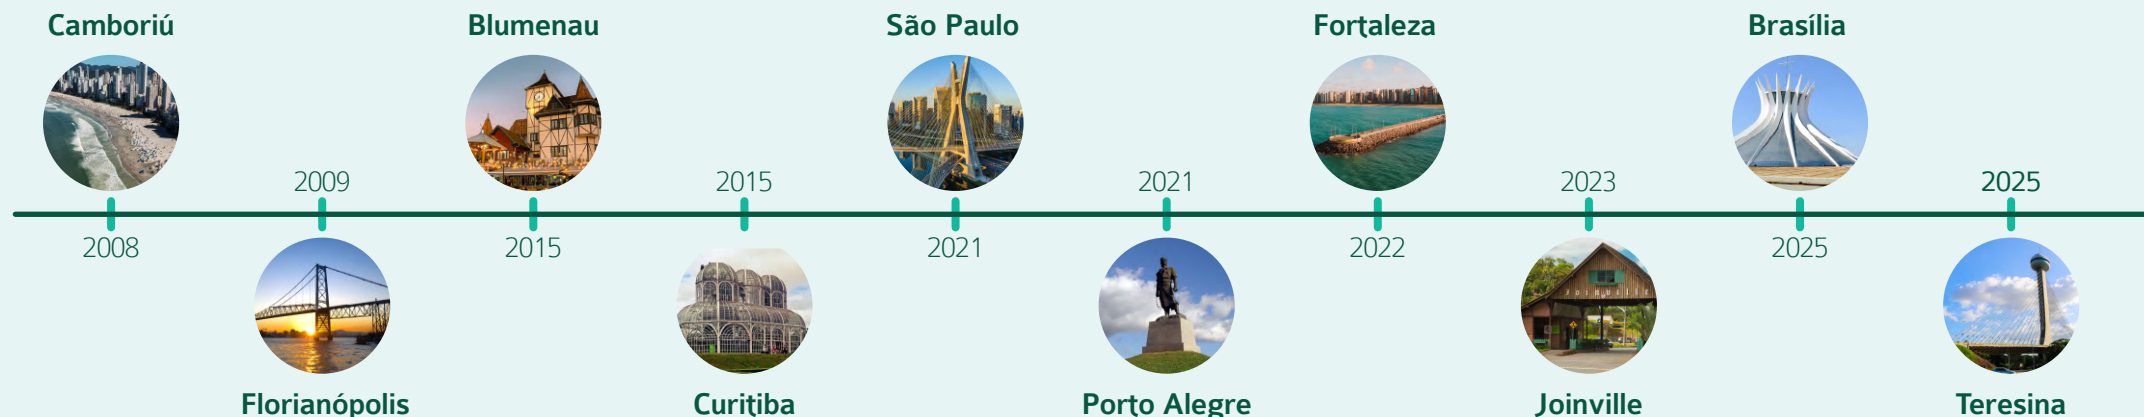 Camboriú
2008
2009
Florianópolis
Blumenau
2015
2015
Curitiba
São Paulo
2021
2021
Porto Alegre
Fortaleza
2022
2023
Joinville
Brasília
2025
2025
Teresina